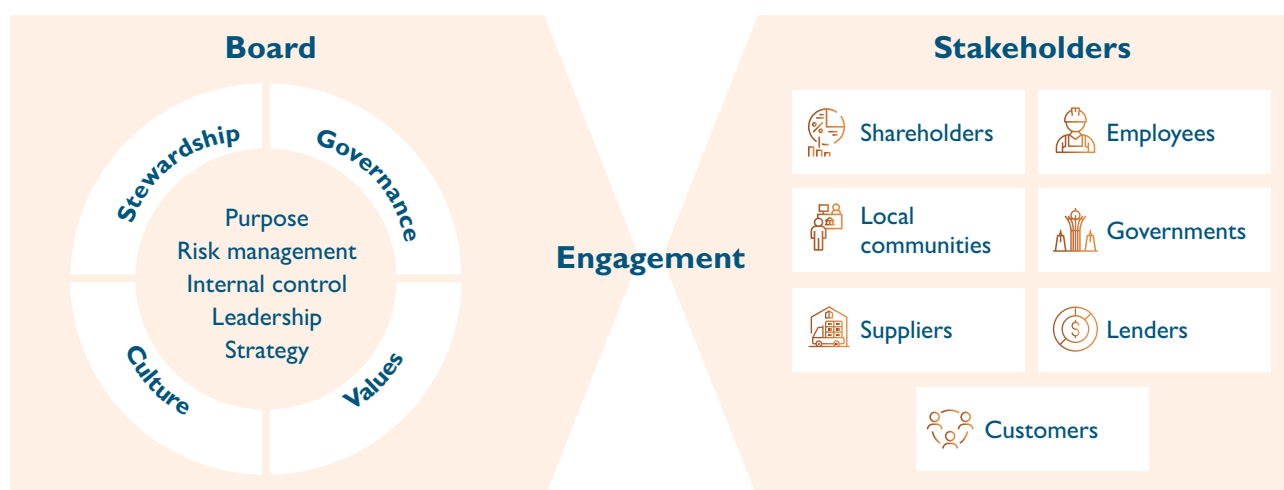 Board
Stewardship
Governance
Culture
Values
Purpose
Risk management
Internal control
Leadership
Strategy
Engagement
Stakeholders
Shareholders
Employees
Local
communities
Governments
Suppliers
Lenders
Customers